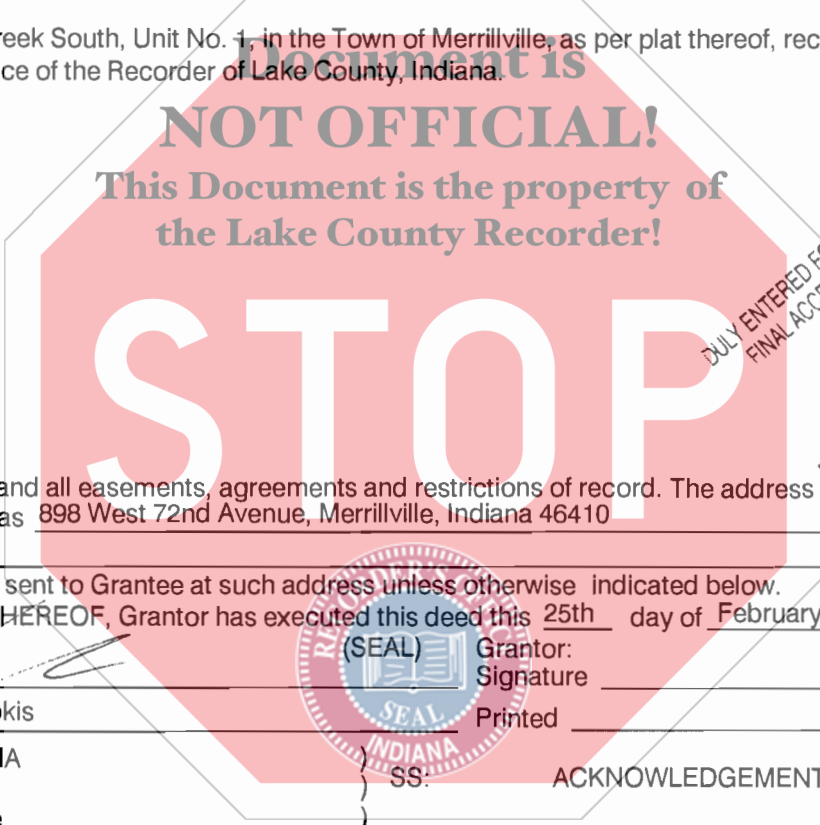 reek South, Unit No. 1, in the Town of Merrillville, as per plat thereof, rec
ce of the Recorder of Lake County, Indiana.
Document is
NOT OFFICIAL!
This Document is the property of
the Lake County Recorder!
DULY ENTERED FO
FINAL ACCE
STOP
and all easements, agreements and restrictions of record. The address
as 898 West 72nd Avenue, Merrillville, Indiana 46410
sent to Grantee at such address unless otherwise indicated below.
HEREOF, Grantor has executed this deed this 25th day of February
(SEAL) Grantor:
Signature
kis
Printed
RECORDER'S OFFICE
SEAL
INDIANA
IA
) SS: ACKNOWLEDGEMENT
)
)